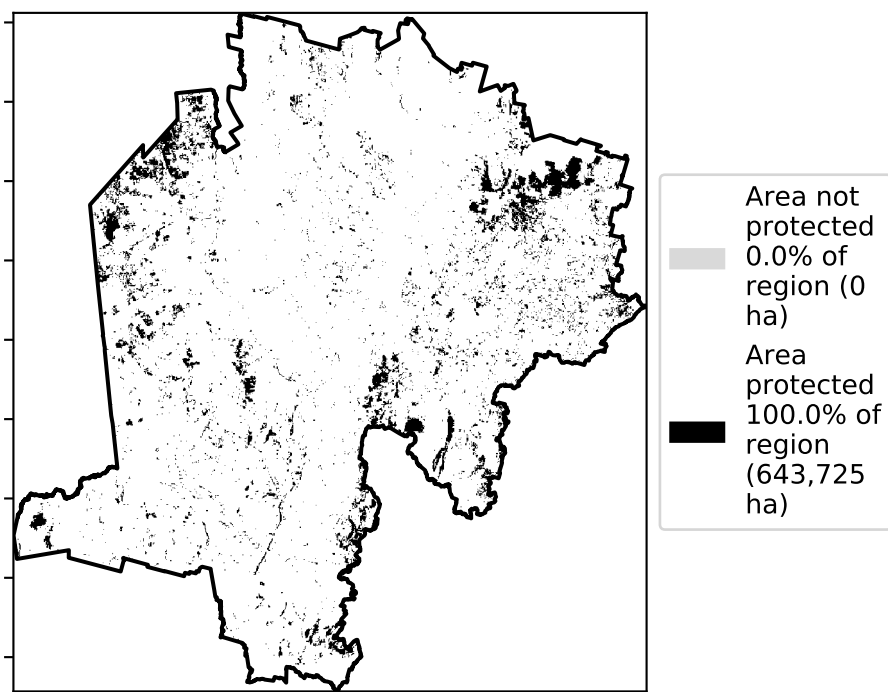 Area not
protected
0.0% of
region (0
ha)
Area
protected
100.0% of
region
(643,725
ha)